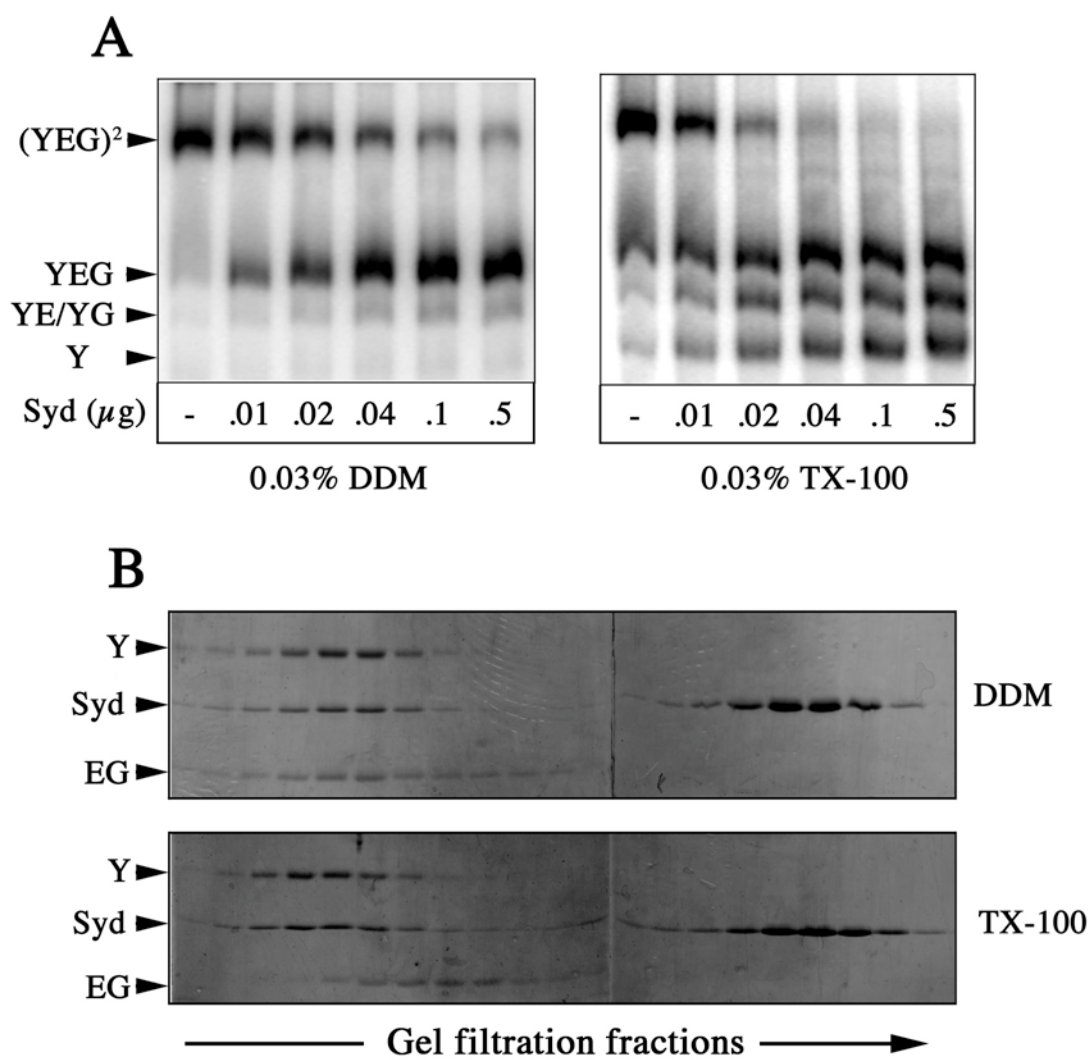 A
(YEG)²
YEG
YE/YG
Y
Syd (µg) - .01 .02 .04 .1 .5 - .01 .02 .04 .1 .5
0.03% DDM 0.03% TX-100
B
Y
Syd
EG
DDM
Y
Syd
EG
TX-100
Gel filtration fractions